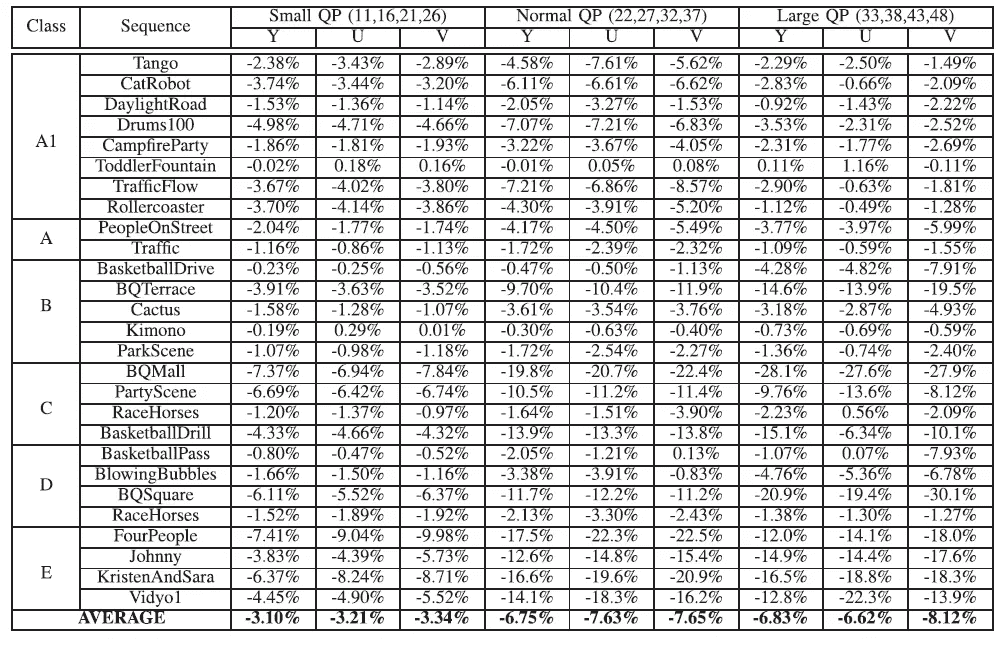 Class Sequence Small QP (11,16,21,26) Normal QP (22,27,32,37) Large QP (33,38,43,48)
Y U V Y U V Y U V
A1
Tango -2.38% -3.43% -2.89% -4.58% -7.61% -5.62% -2.29% -2.50% -1.49%
CatRobot -3.74% -3.44% -3.20% -6.11% -6.61% -6.62% -2.83% -0.66% -2.09%
DaylightRoad -1.53% -1.36% -1.14% -2.05% -3.27% -1.53% -0.92% -1.43% -2.22%
Drums100 -4.98% -4.71% -4.66% -7.07% -7.21% -6.83% -3.53% -2.31% -2.52%
CampfireParty -1.86% -1.81% -1.93% -3.22% -3.67% -4.05% -2.31% -1.77% -2.69%
ToddlerFountain -0.02% 0.18% 0.16% -0.01% 0.05% 0.08% 0.11% 1.16% -0.11%
TrafficFlow -3.67% -4.02% -3.80% -7.21% -6.86% -8.57% -2.90% -0.63% -1.81%
Rollercoaster -3.70% -4.14% -3.86% -4.30% -3.91% -5.20% -1.12% -0.49% -1.28%
A
PeopleOnStreet -2.04% -1.77% -1.74% -4.17% -4.50% -5.49% -3.77% -3.97% -5.99%
Traffic -1.16% -0.86% -1.13% -1.72% -2.39% -2.32% -1.09% -0.59% -1.55%
B
BasketballDrive -0.23% -0.25% -0.56% -0.47% -0.50% -1.13% -4.28% -4.82% -7.91%
BQTerrace -3.91% -3.63% -3.52% -9.70% -10.4% -11.9% -14.6% -13.9% -19.5%
Cactus -1.58% -1.28% -1.07% -3.61% -3.54% -3.76% -3.18% -2.87% -4.93%
Kimono -0.19% 0.29% 0.01% -0.30% -0.63% -0.40% -0.73% -0.69% -0.59%
ParkScene -1.07% -0.98% -1.18% -1.72% -2.54% -2.27% -1.36% -0.74% -2.40%
C
BQMall -7.37% -6.94% -7.84% -19.8% -20.7% -22.4% -28.1% -27.6% -27.9%
PartyScene -6.69% -6.42% -6.74% -10.5% -11.2% -11.4% -9.76% -13.6% -8.12%
RaceHorses -1.20% -1.37% -0.97% -1.64% -1.51% -3.90% -2.23% 0.56% -2.09%
BasketballDrill -4.33% -4.66% -4.32% -13.9% -13.3% -13.8% -15.1% -6.34% -10.1%
D
BasketballPass -0.80% -0.47% -0.52% -2.05% -1.21% 0.13% -1.07% 0.07% -7.93%
BlowingBubbles -1.66% -1.50% -1.16% -3.38% -3.91% -0.83% -4.76% -5.36% -6.78%
BQSquare -6.11% -5.52% -6.37% -11.7% -12.2% -11.2% -20.9% -19.4% -30.1%
RaceHorses -1.52% -1.89% -1.92% -2.13% -3.30% -2.43% -1.38% -1.30% -1.27%
E
FourPeople -7.41% -9.04% -9.98% -17.5% -22.3% -22.5% -12.0% -14.1% -18.0%
Johnny -3.83% -4.39% -5.73% -12.6% -14.8% -15.4% -14.9% -14.4% -17.6%
KristenAndSara -6.37% -8.24% -8.71% -16.6% -19.6% -20.9% -16.5% -18.8% -18.3%
Vidyo1 -4.45% -4.90% -5.52% -14.1% -18.3% -16.2% -12.8% -22.3% -13.9%
AVERAGE -3.10% -3.21% -3.34% -6.75% -7.63% -7.65% -6.83% -6.62% -8.12%